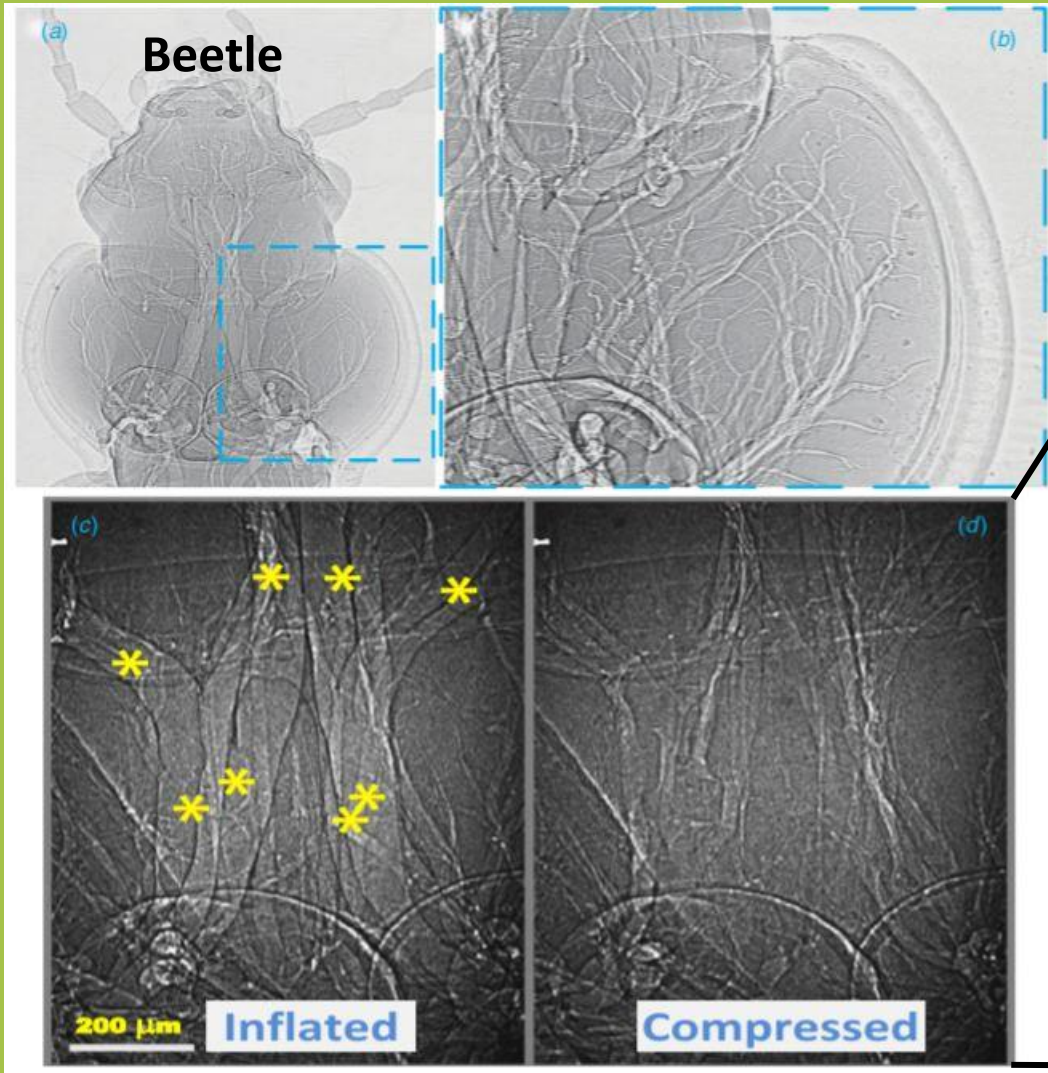 (a)
Beetle
(b)
(c)
(d)
200 μm
Inflated
Compressed